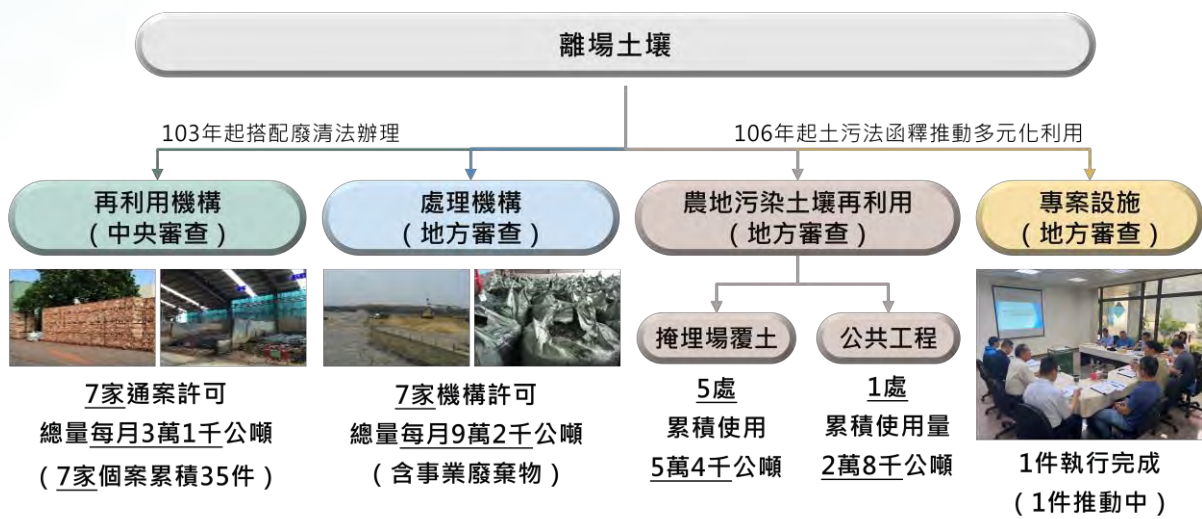 離場土壤
103年起搭配廢清法辦理
106年起土污法函釋推動多元化利用
再利用機構
(中央審查)
處理機構
(地方審查)
農地污染土壤再利用
(地方審查)
專案設施
(地方審查)
掩埋場覆土
公共工程
7家通案許可
總量每月3萬1千公噸
(7家個案累積35件)
7家機構許可
總量每月9萬2千公噸
(含事業廢棄物)
5處
累積使用
5萬4千公噸
1處
累積使用量
2萬8千公噸
1件執行完成
(1件推動中)